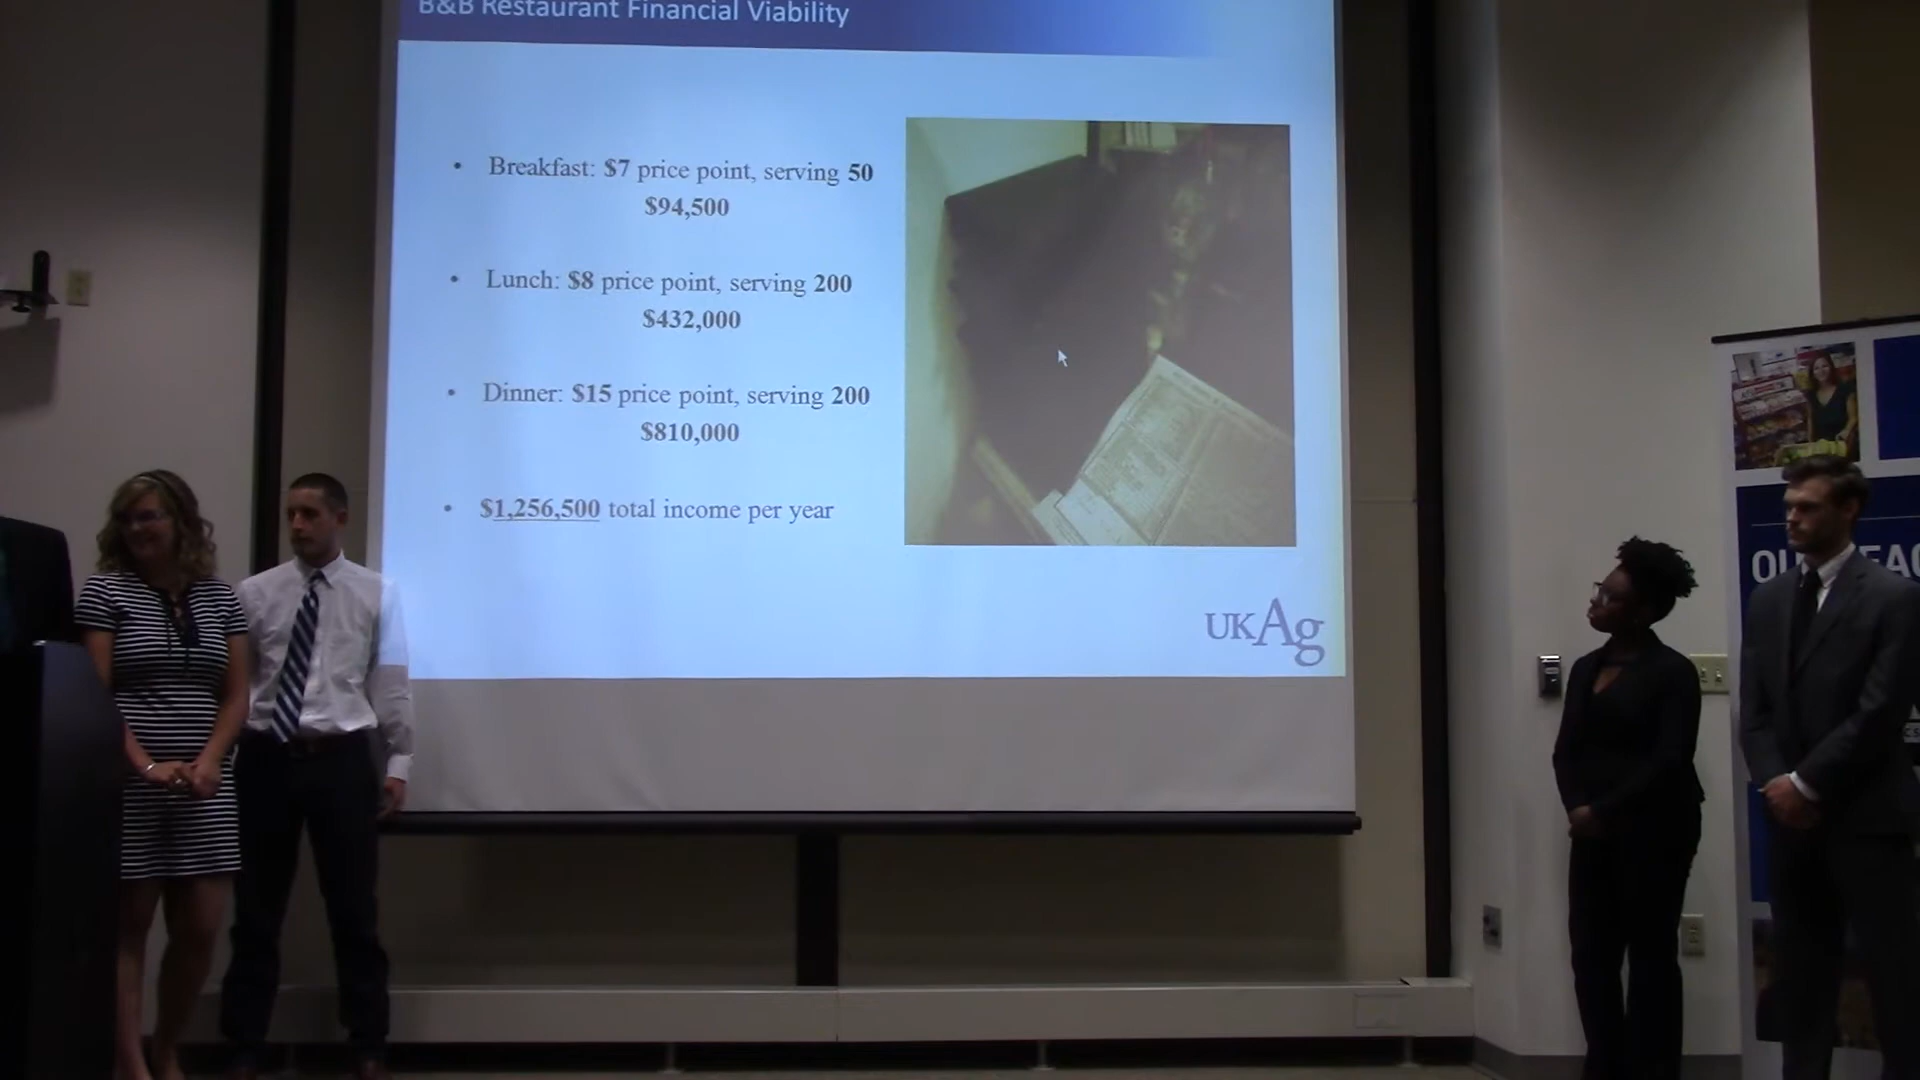 B&B Restaurant Financial Viability
• Breakfast: $7 price point, serving 50
$94,500
• Lunch: $8 price point, serving 200
$432,000
• Dinner: $15 price point, serving 200
$810,000
• $1,256,500 total income per year
UKAg